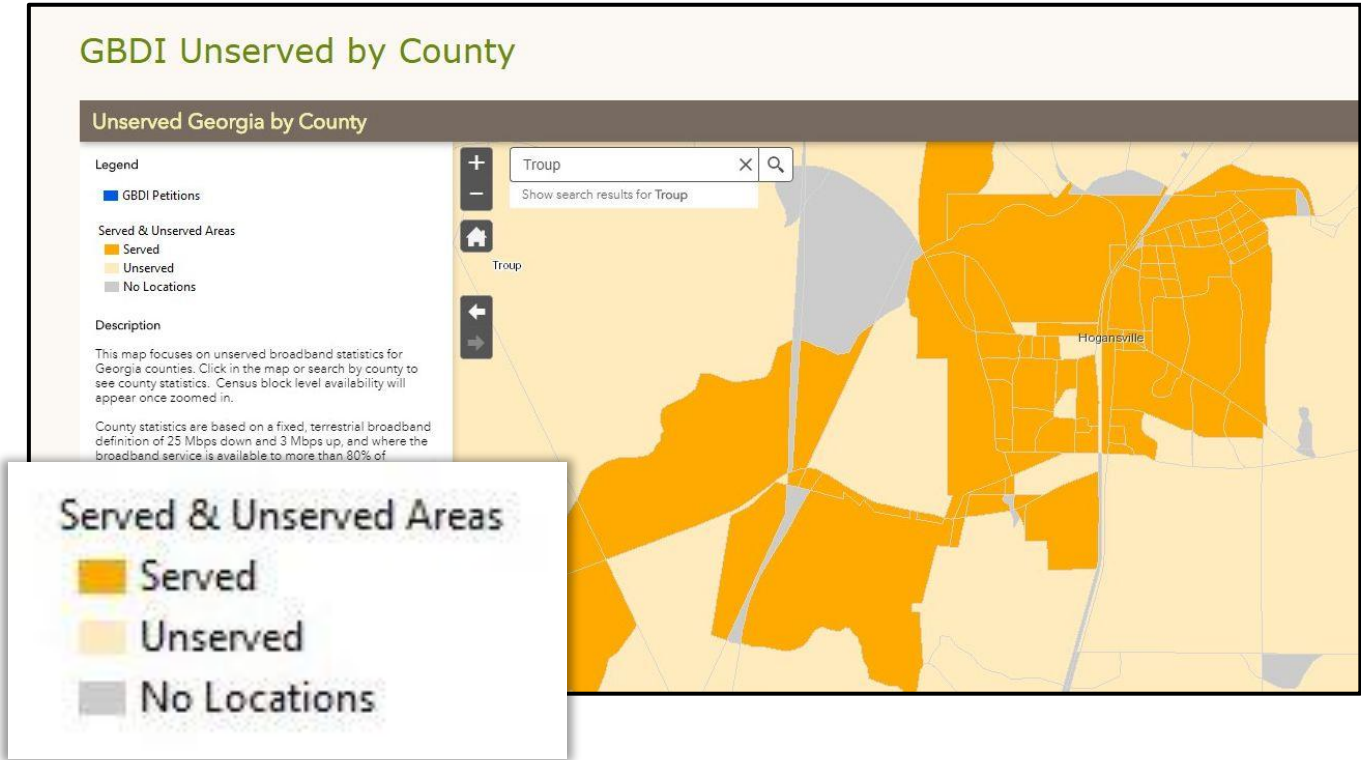 GBDI Unserved by County
Unserved Georgia by County
Legend
GBDI Petitions
Served & Unserved Areas
Served
Unserved
No Locations
Description
This map focuses on unserved broadband statistics for
Georgia counties. Click in the map or search by county to
see county statistics. Census block level availability will
appear once zoomed in.
County statistics are based on a fixed, terrestrial broadband
definition of 25 Mbps down and 3 Mbps up, and where the
broadband service is available to more than 80% of
+
Troup
Show search results for Troup
−
Troup
Hogansville
Served & Unserved Areas
Served
Unserved
No Locations